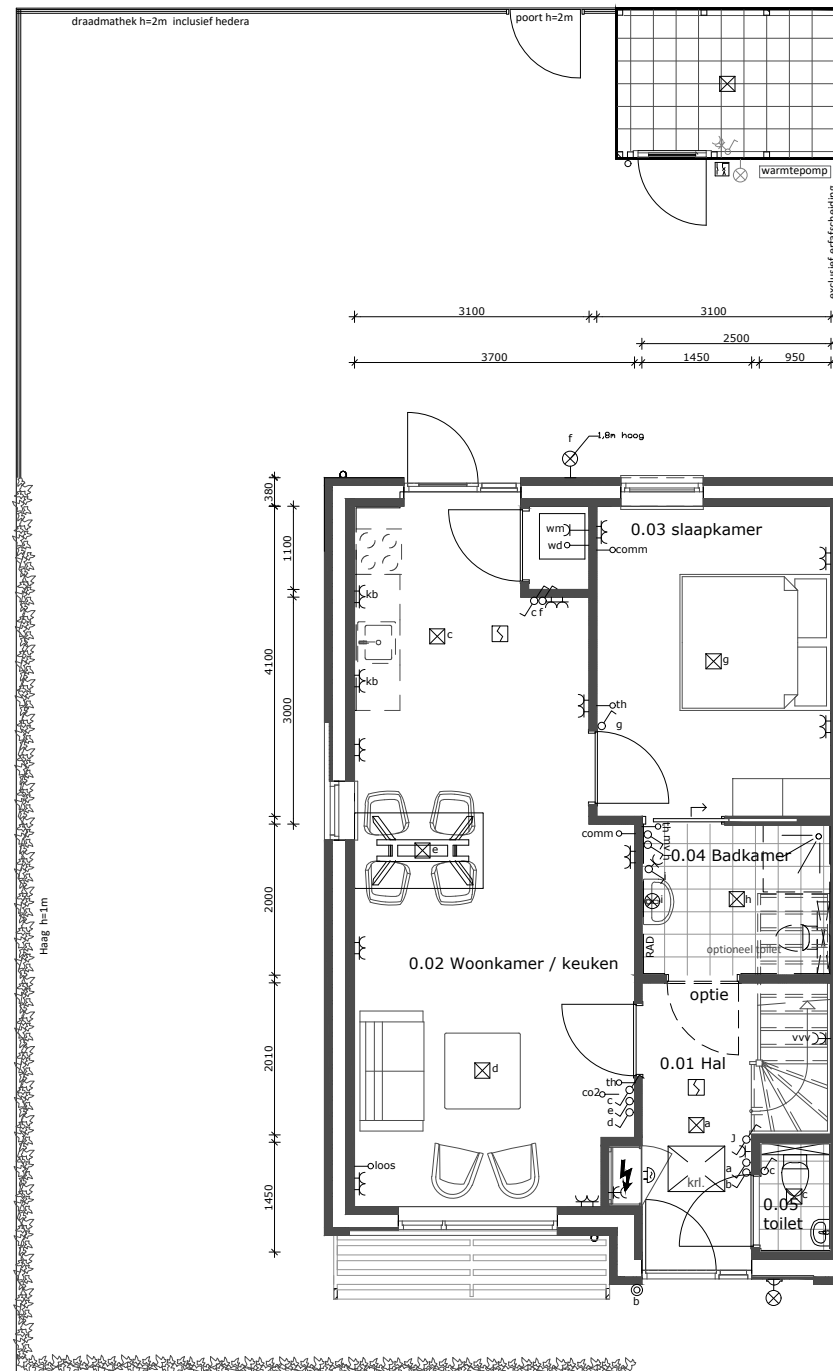 draadmathek h=2m  inclusief hedera
poort h=2m
warmtepomp
exclusief erfafscheiding
3100
3100
2500
3700
1450
950
f
1,8m hoog
380
1100
4100
3000
2000
2010
1450
Haag h=1m
wm
wd
0.03 slaapkamer
comm
kb
c f
c
g
kb
th
g
comm
th mv h
i
0.04 Badkamer
e
i
h
RAD
optioneel toilet
0.02 Woonkamer / keuken
optie
vvv
0.01 Hal
d
th
co2
c
e
d
a
J
loos
a
b
c
krl.
c
0.05
toilet
b